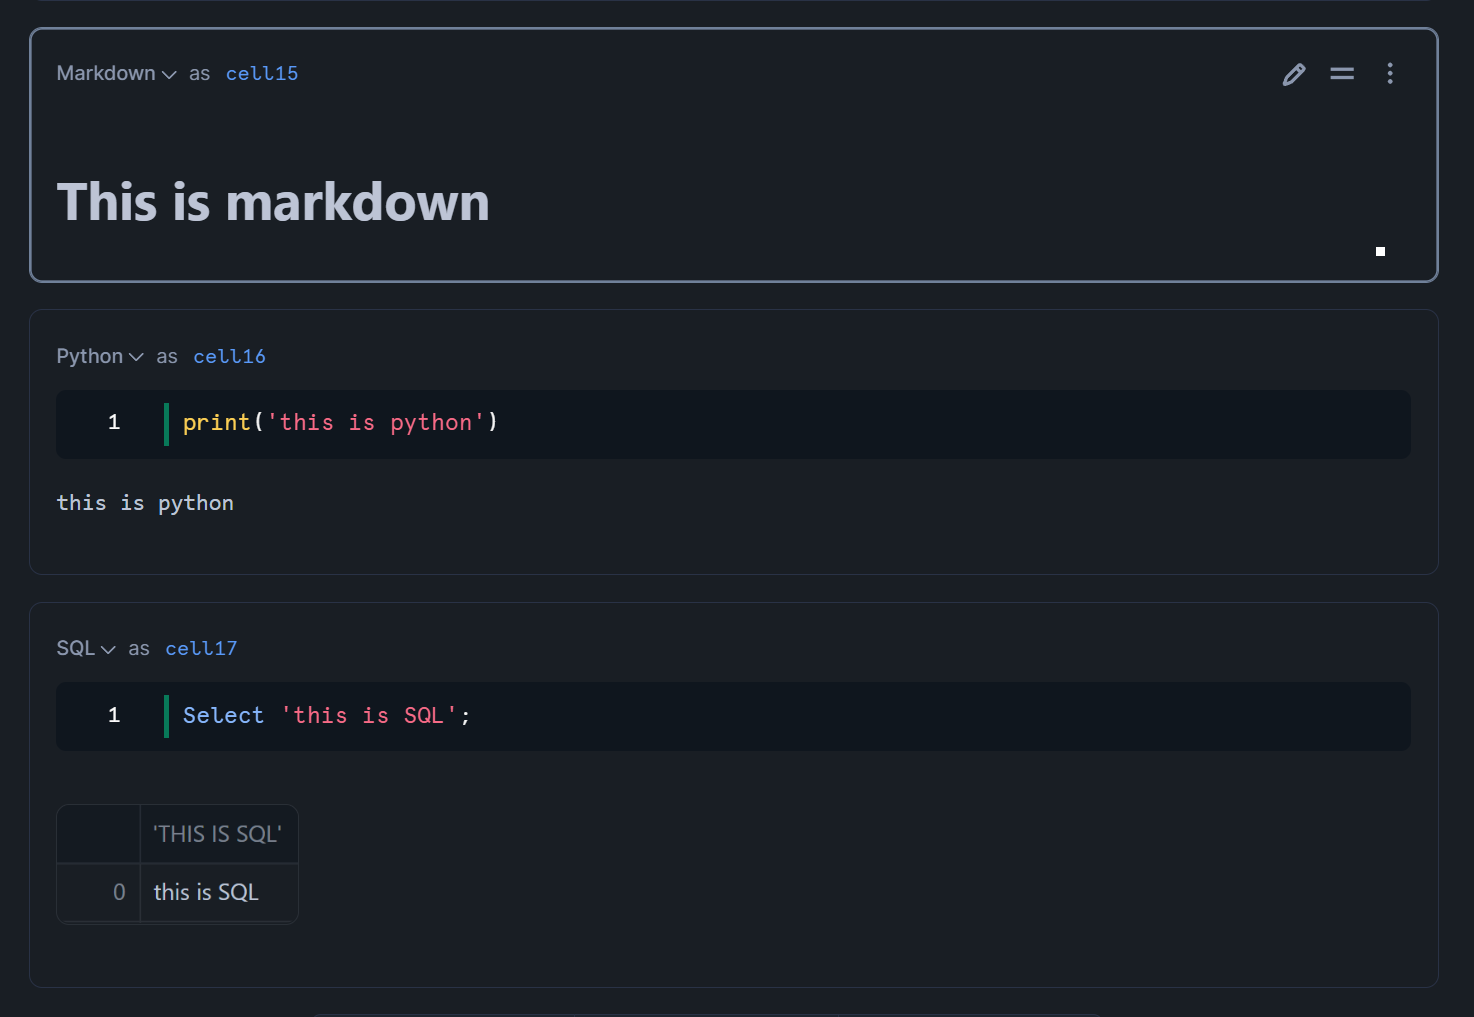 Markdown as cell15
This is markdown
Python as cell16
1 print('this is python')
this is python
SQL as cell17
1 Select 'this is SQL';
'THIS IS SQL'
0 this is SQL